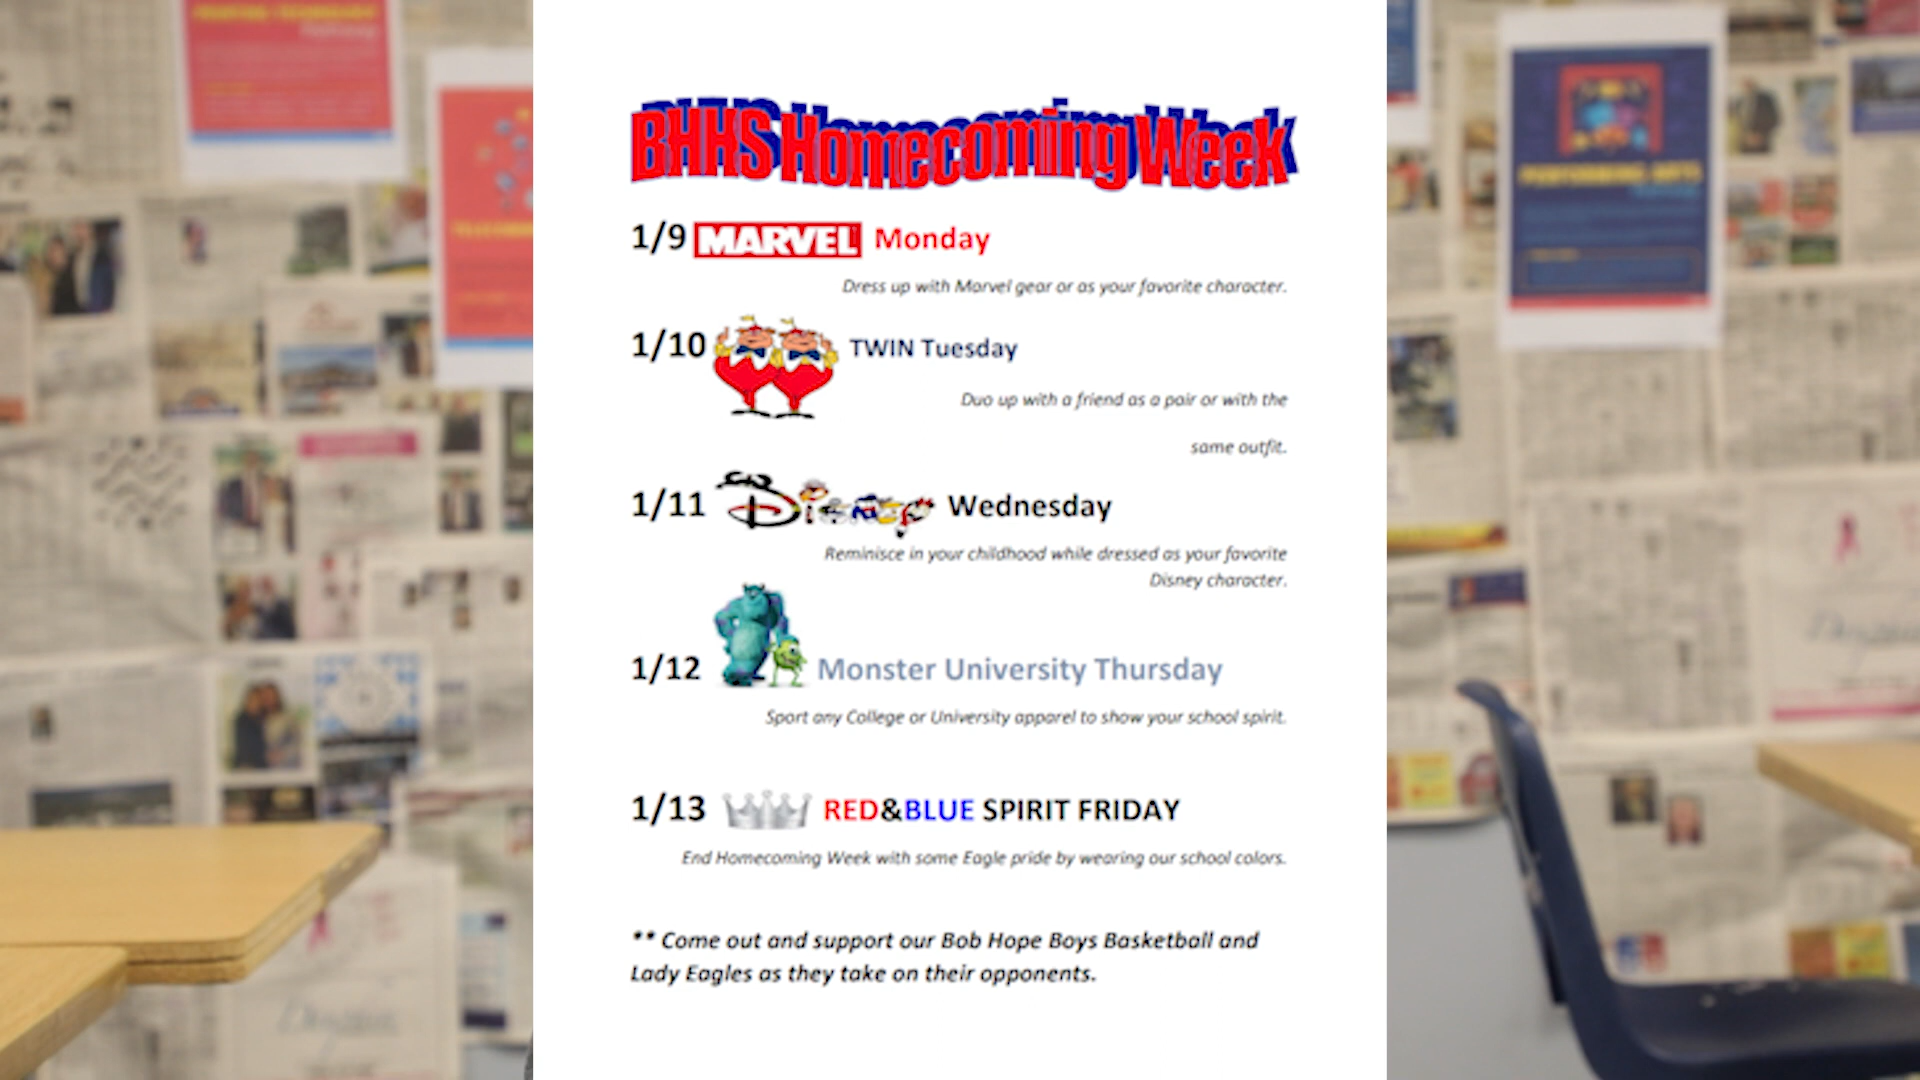 BHHS Homecoming Week
1/9 MARVEL Monday
Dress up with Marvel gear or as your favorite character.
1/10 TWIN Tuesday
Duo up with a friend as a pair or with the
same outfit.
1/11 Disney Wednesday
Reminisce in your childhood while dressed as your favorite
Disney character.
1/12 Monster University Thursday
Sport any College or University apparel to show your school spirit.
1/13 RED&BLUE SPIRIT FRIDAY
End Homecoming Week with some Eagle pride by wearing our school colors.
** Come out and support our Bob Hope Boys Basketball and
Lady Eagles as they take on their opponents.
PERFORMING ARTS